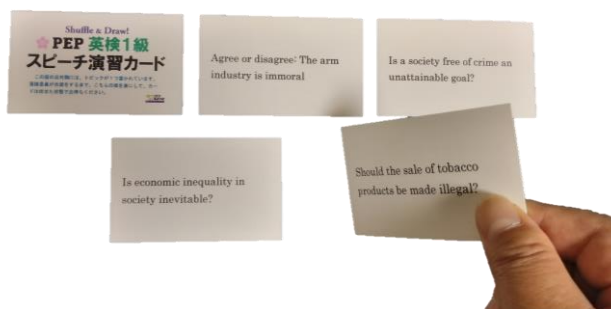 Shuffle & Draw!
PEP 英検1級
スピーチ演習カード
Agree or disagree: The arm
industry is immoral
Is a society free of crime an
unattainable goal?
Is economic inequality in
society inevitable?
Should the sale of tobacco
products be made illegal?